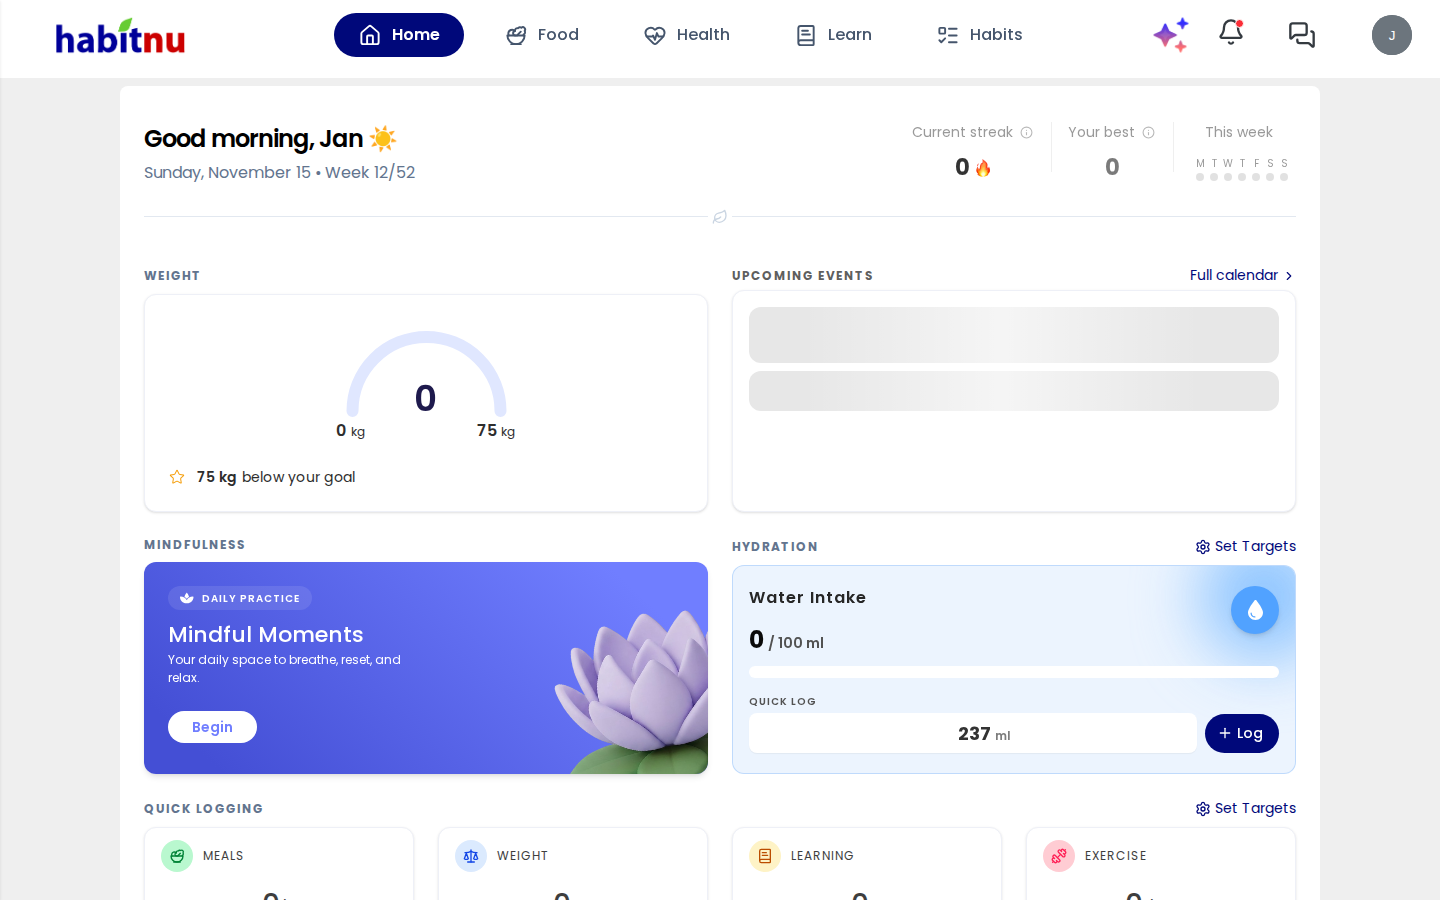 habitnu
Home
Food
Health
Learn
Habits
J
Good morning, Jan
Sunday, November 15 • Week 12/52
Current streak
0
Your best
0
This week
M T W T F S S
WEIGHT
0
0 kg
75 kg
75 kg below your goal
UPCOMING EVENTS
Full calendar
MINDFULNESS
DAILY PRACTICE
Mindful Moments
Your daily space to breathe, reset, and
relax.
Begin
HYDRATION
Set Targets
Water Intake
0 / 100 ml
QUICK LOG
237 ml
+ Log
QUICK LOGGING
Set Targets
MEALS
WEIGHT
LEARNING
EXERCISE